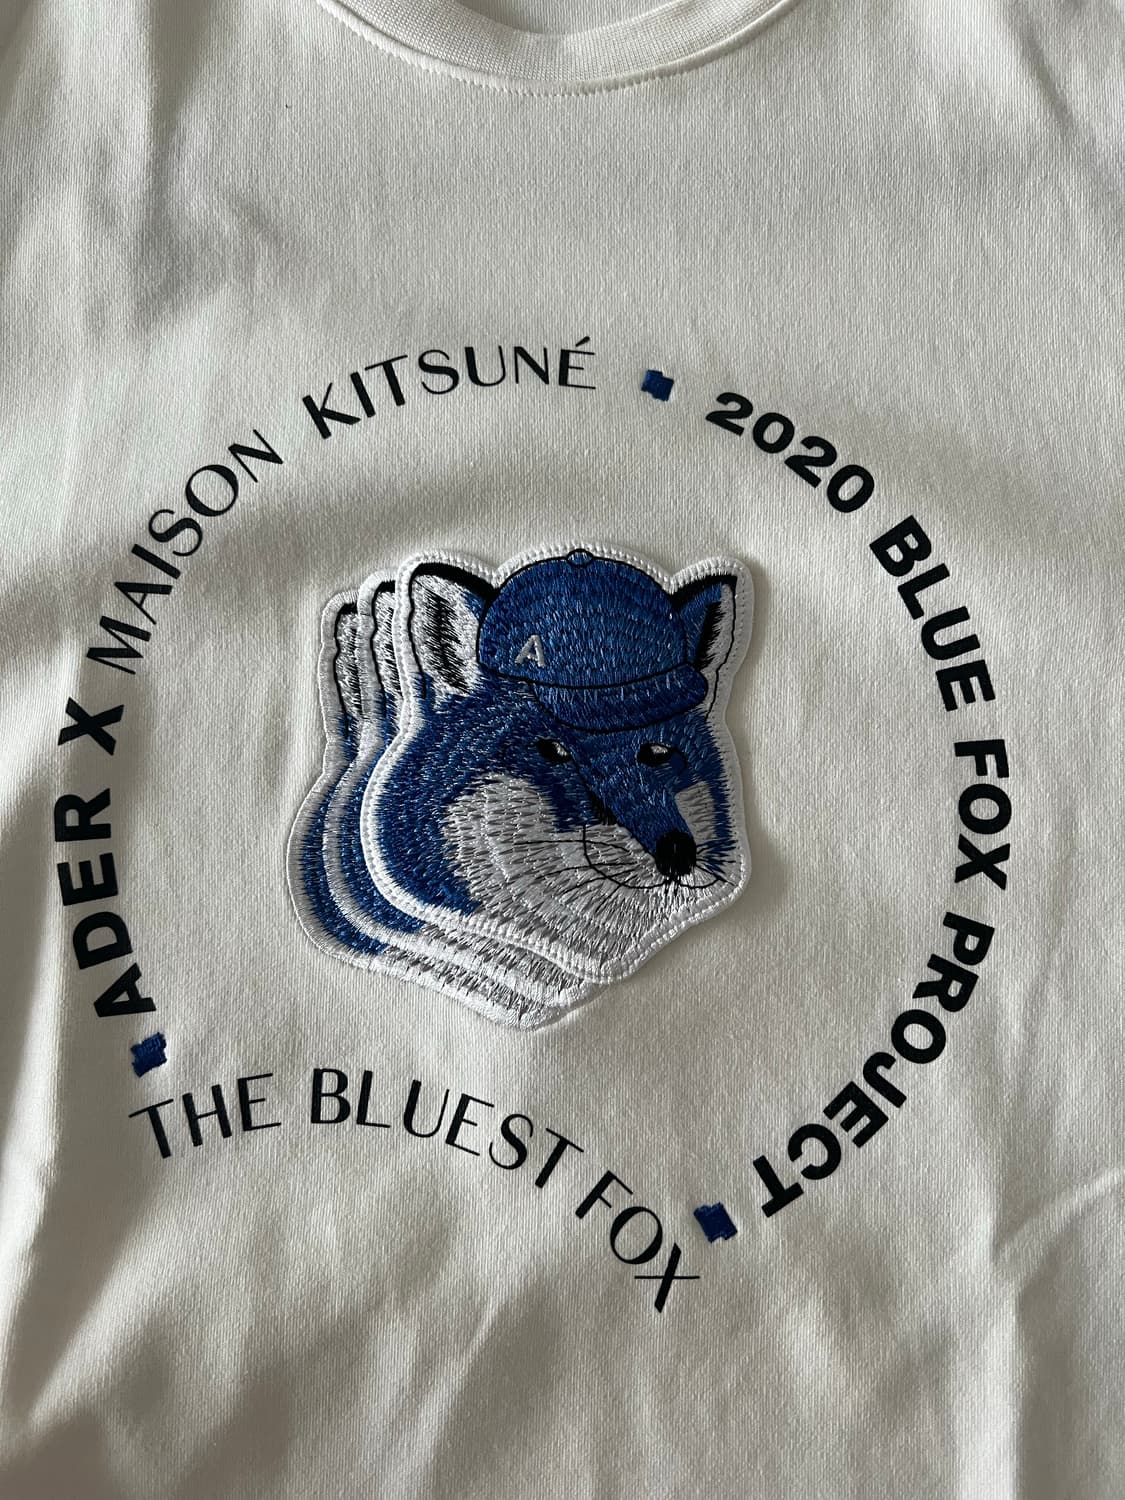 ADER X MAISON KITSUNÉ
2020 BLUE FOX PROJECT
THE BLUEST FOX
A